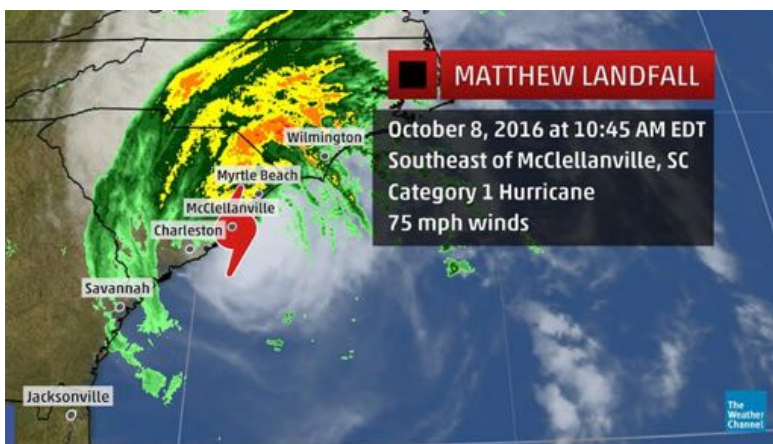 MATTHEW LANDFALL
October 8, 2016 at 10:45 AM EDT
Southeast of McClellanville, SC
Category 1 Hurricane
75 mph winds
Wilmington
Myrtle Beach
McClellanville
Charleston
Savannah
Jacksonville
The
Weather
Channel